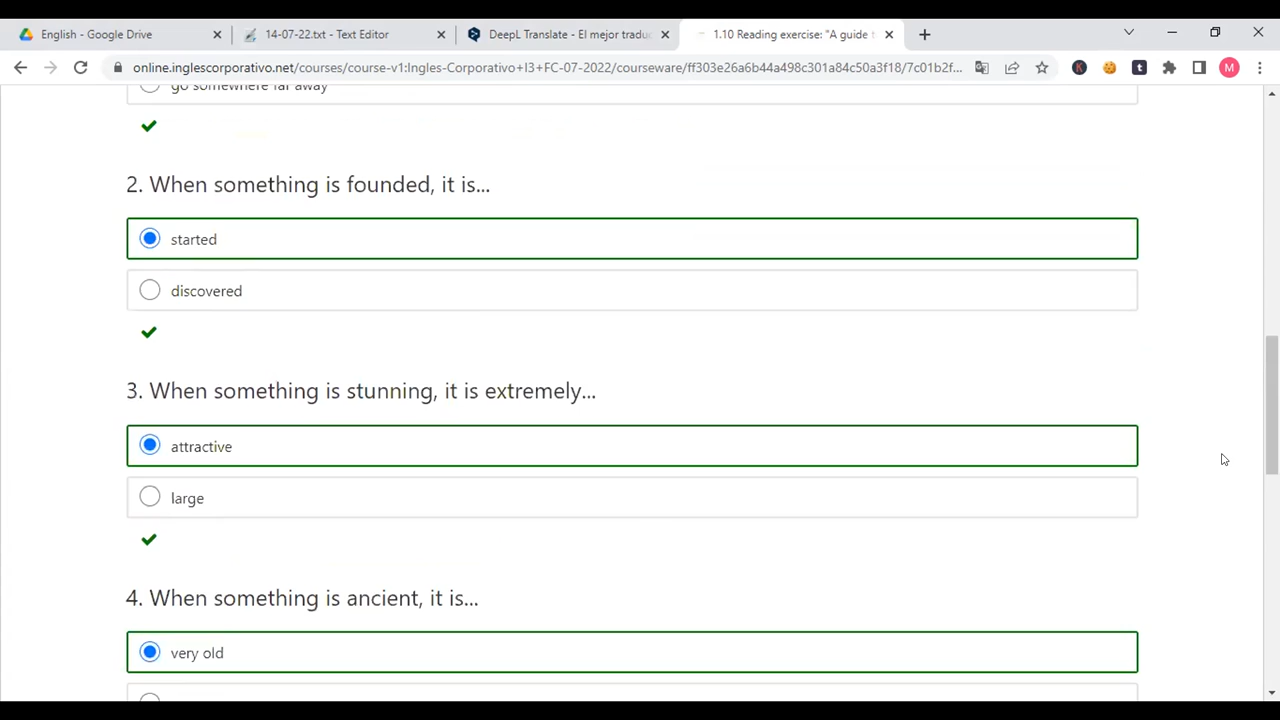 English - Google Drive
14-07-22.txt - Text Editor
DeepL Translate - El mejor traduc
1.10 Reading exercise: "A guide t
online.inglescorporativo.net/courses/course-v1:Ingles-Corporativo+I3+FC-07-2022/courseware/ff303e26a6b44a498c301a84c50a3f18/7c01b2f...
K
t
M
go somewhere far away
2. When something is founded, it is...
started
discovered
3. When something is stunning, it is extremely...
attractive
large
4. When something is ancient, it is...
very old